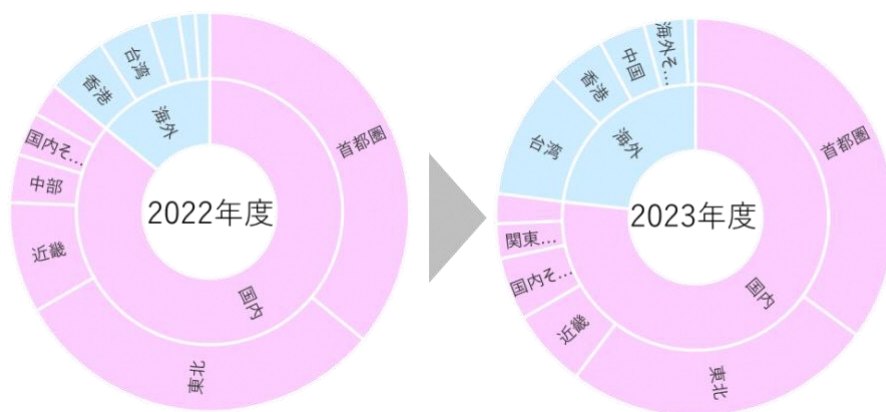 首都圏
東北
近畿
中部
国内そ...
香港
台湾
海外
国内
2022年度
首都圏
東北
近畿
国内そ...
関東...
台湾
香港
中国
海外そ...
海外
国内
2023年度